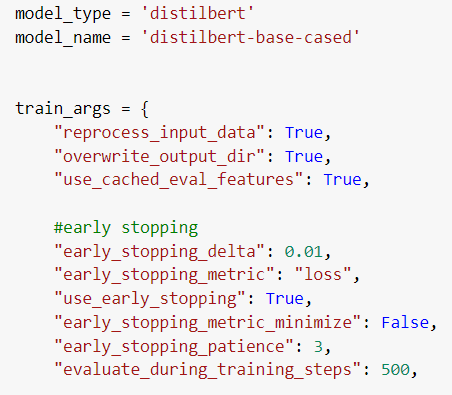 model_type = 'distilbert'
model_name = 'distilbert-base-cased'
train_args = {
    "reprocess_input_data": True,
    "overwrite_output_dir": True,
    "use_cached_eval_features": True,
    #early stopping
    "early_stopping_delta": 0.01,
    "early_stopping_metric": "loss",
    "use_early_stopping": True,
    "early_stopping_metric_minimize": False,
    "early_stopping_patience": 3,
    "evaluate_during_training_steps": 500,